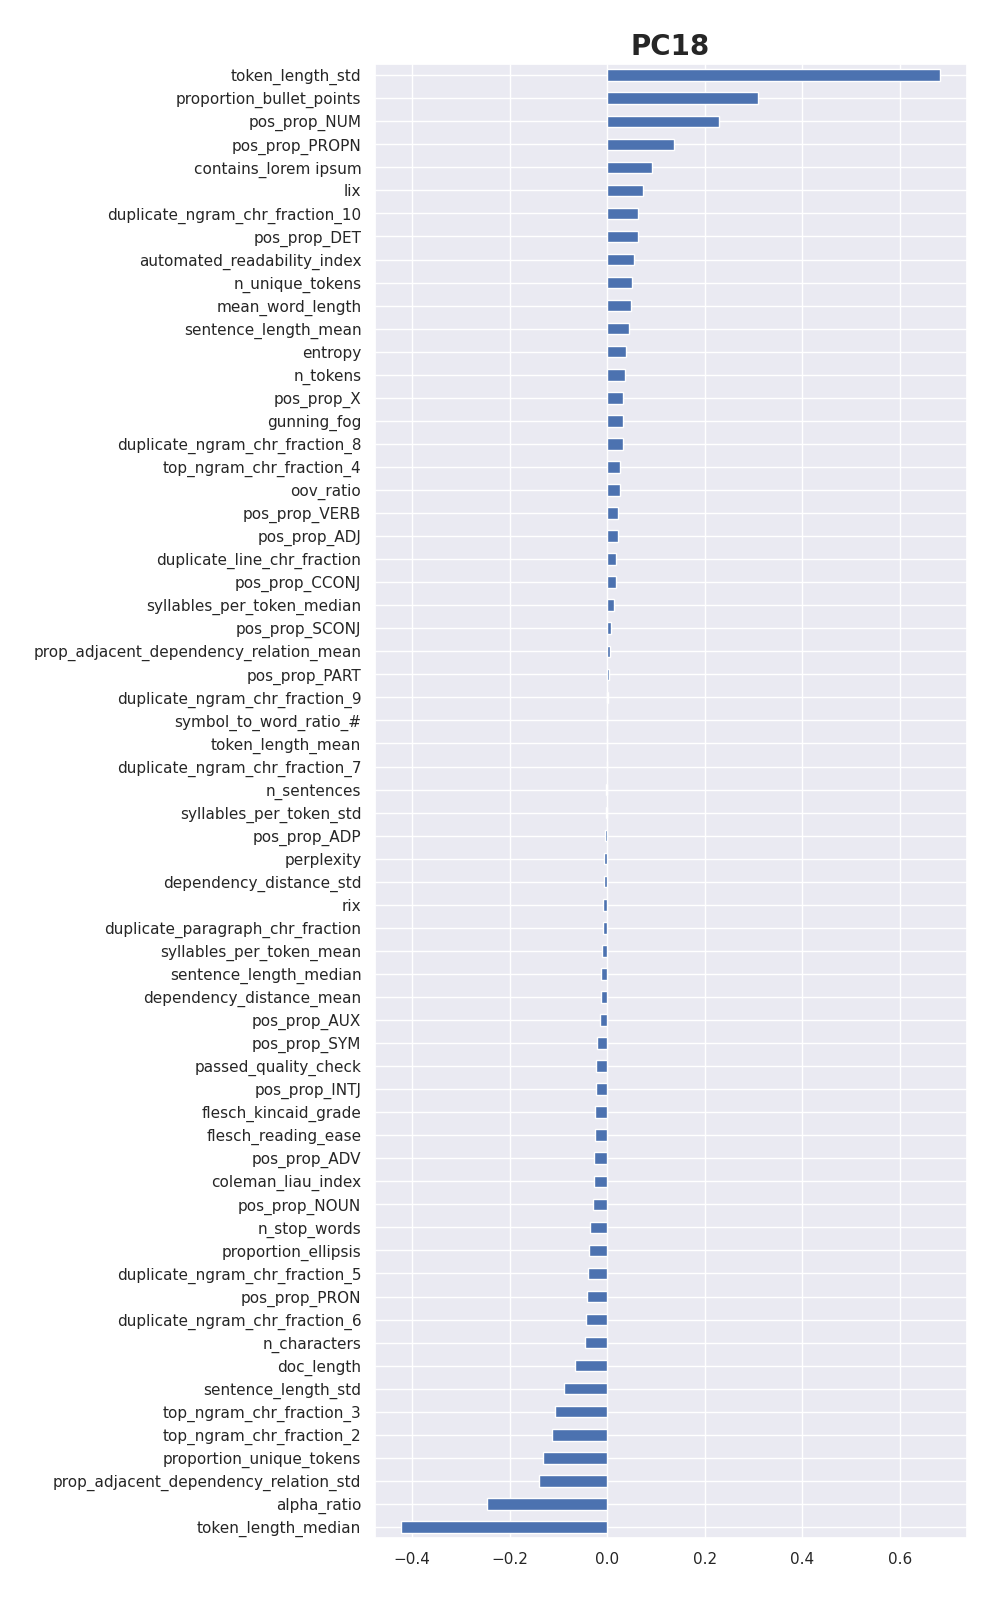 PC18
token_length_std
proportion_bullet_points
pos_prop_NUM
pos_prop_PROPN
contains_lorem ipsum
lix
duplicate_ngram_chr_fraction_10
pos_prop_DET
automated_readability_index
n_unique_tokens
mean_word_length
sentence_length_mean
entropy
n_tokens
pos_prop_X
gunning_fog
duplicate_ngram_chr_fraction_8
top_ngram_chr_fraction_4
oov_ratio
pos_prop_VERB
pos_prop_ADJ
duplicate_line_chr_fraction
pos_prop_CCONJ
syllables_per_token_median
pos_prop_SCONJ
prop_adjacent_dependency_relation_mean
pos_prop_PART
duplicate_ngram_chr_fraction_9
symbol_to_word_ratio_#
token_length_mean
duplicate_ngram_chr_fraction_7
n_sentences
syllables_per_token_std
pos_prop_ADP
perplexity
dependency_distance_std
rix
duplicate_paragraph_chr_fraction
syllables_per_token_mean
sentence_length_median
dependency_distance_mean
pos_prop_AUX
pos_prop_SYM
passed_quality_check
pos_prop_INTJ
flesch_kincaid_grade
flesch_reading_ease
pos_prop_ADV
coleman_liau_index
pos_prop_NOUN
n_stop_words
proportion_ellipsis
duplicate_ngram_chr_fraction_5
pos_prop_PRON
duplicate_ngram_chr_fraction_6
n_characters
doc_length
sentence_length_std
top_ngram_chr_fraction_3
top_ngram_chr_fraction_2
proportion_unique_tokens
prop_adjacent_dependency_relation_std
alpha_ratio
token_length_median
−0.4 −0.2 0.0 0.2 0.4 0.6